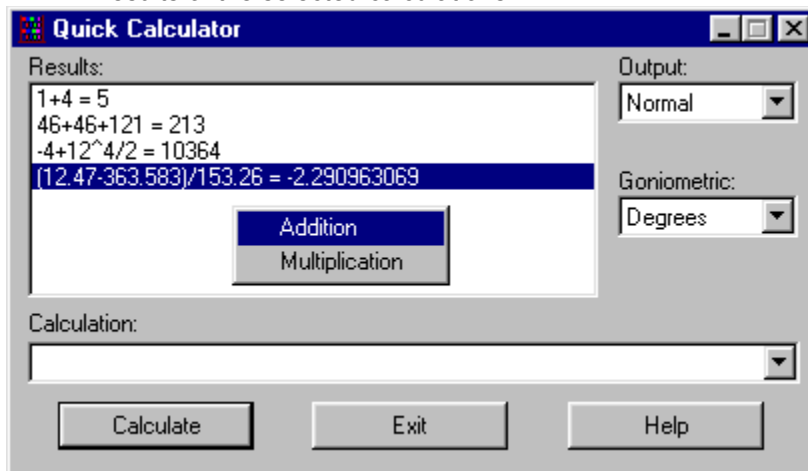 Quick Calculator
Results:
Output:
1+4 = 5
Normal
46+46+121 = 213
-4+12^4/2 = 10364
(12.47-363.583)/153.26 = -2.290963069
Goniometric:
Degrees
Addition
Multiplication
Calculation:
Calculate
Exit
Help